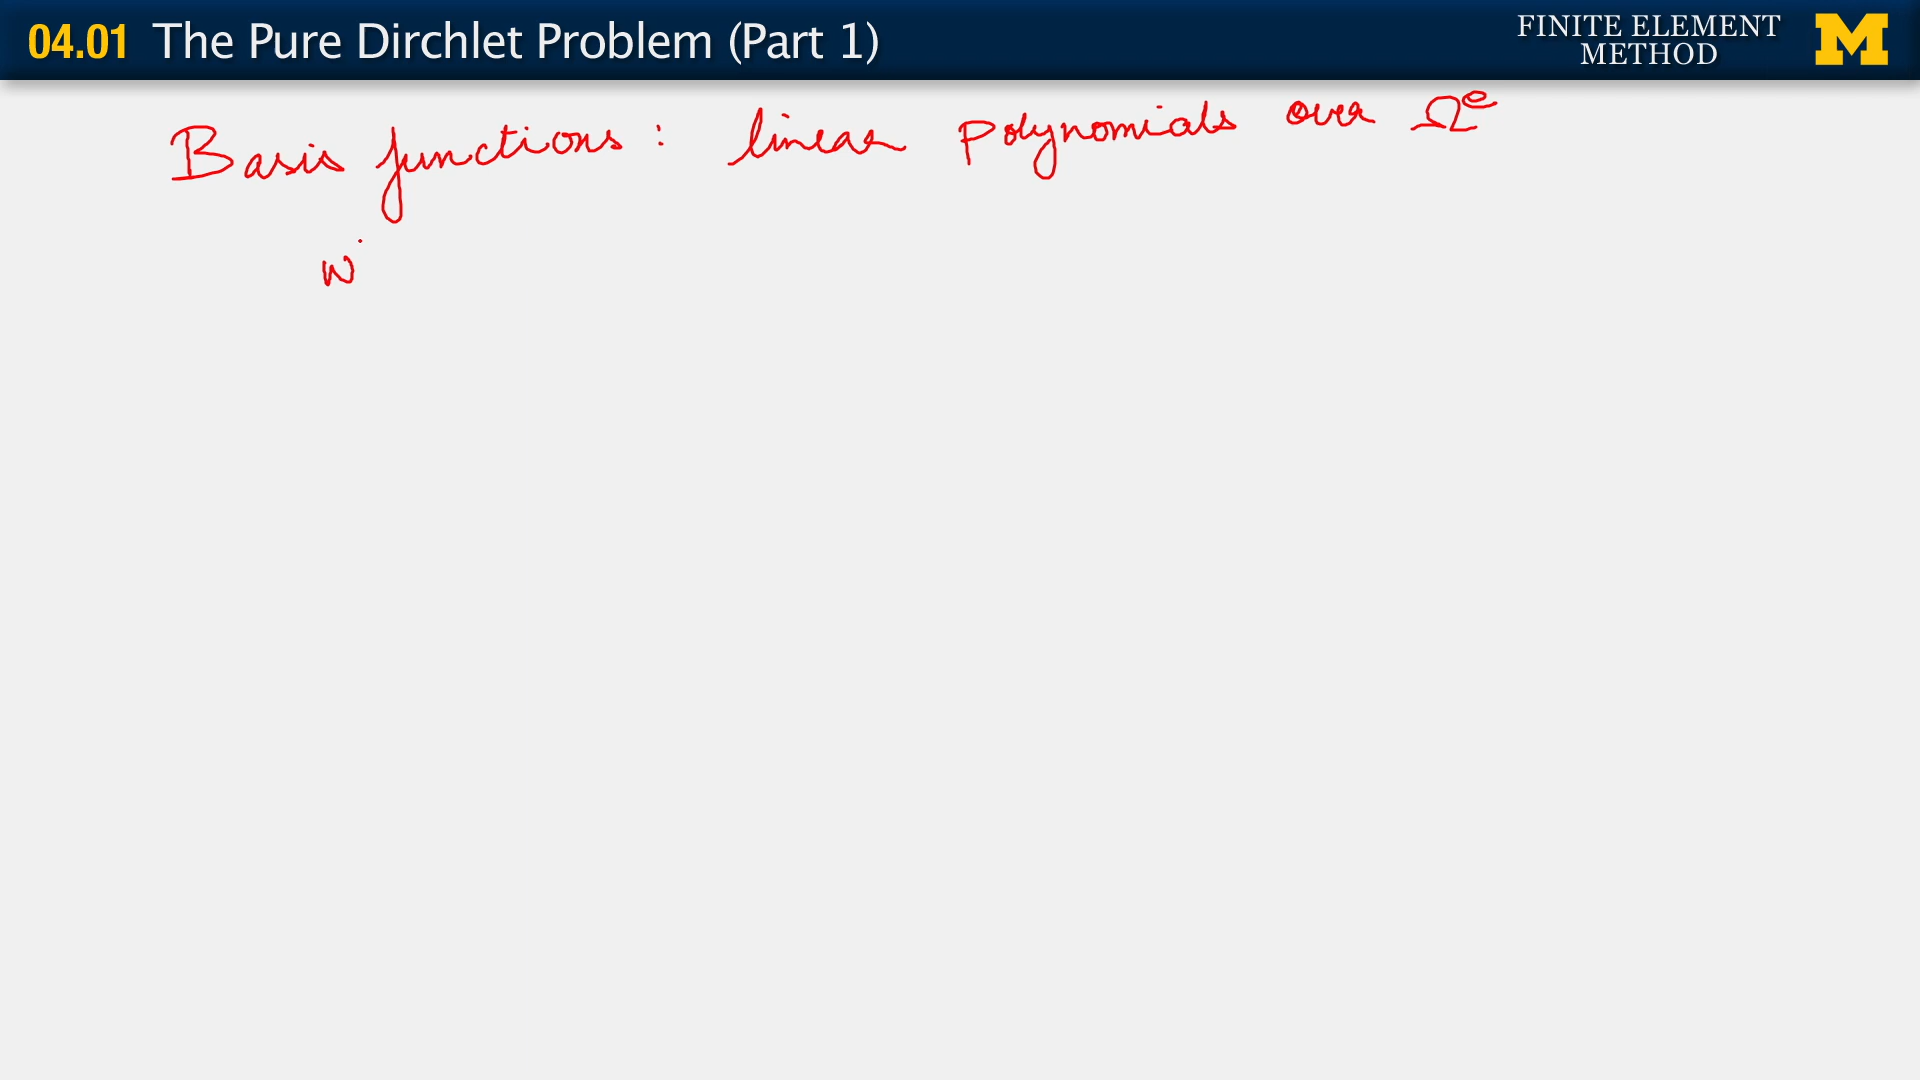 04.01 The Pure Dirchlet Problem (Part 1)
FINITE ELEMENT
METHOD
M
Basis functions : linear polynomials over Ωᵉ
w